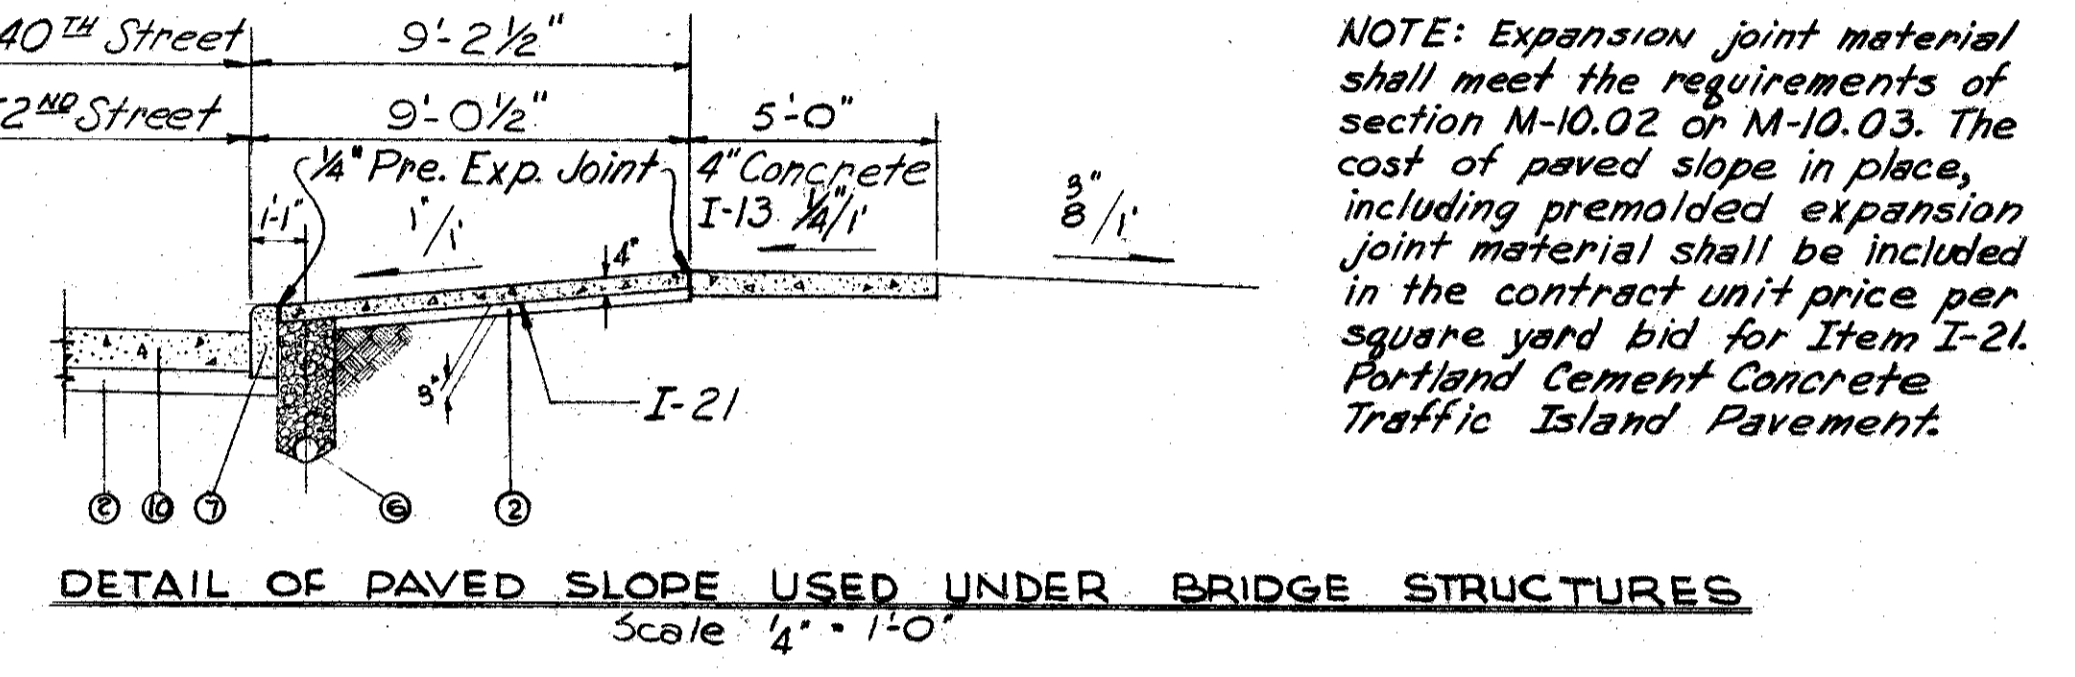 40TH Street 9'-2½"
2ND Street 9'-0½" 5'-0"
¼" Pre. Exp. Joint 4" Concrete
I-13 ¼"/1'
1'-1" 1"/1' 3/8"/1'
4"
3"
I-21
2 10 7 6 2
DETAIL OF PAVED SLOPE USED UNDER BRIDGE STRUCTURES
Scale ¼" = 1'-0"
NOTE: Expansion joint material
shall meet the requirements of
section M-10.02 or M-10.03. The
cost of paved slope in place,
including premolded expansion
joint material shall be included
in the contract unit price per
square yard bid for Item I-21.
Portland Cement Concrete
Traffic Island Pavement.